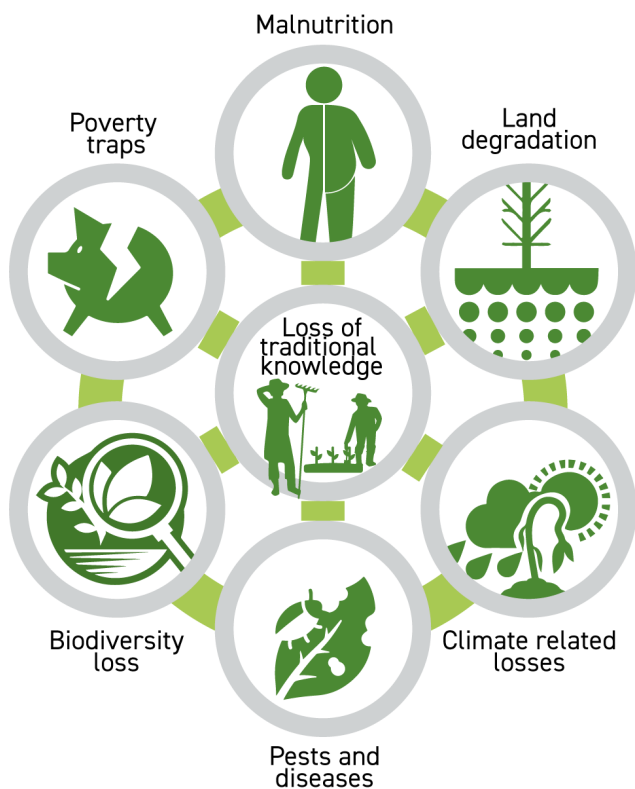 Malnutrition
Poverty
traps
Land
degradation
Loss of
traditional
knowledge
Biodiversity
loss
Climate related
losses
Pests and
diseases